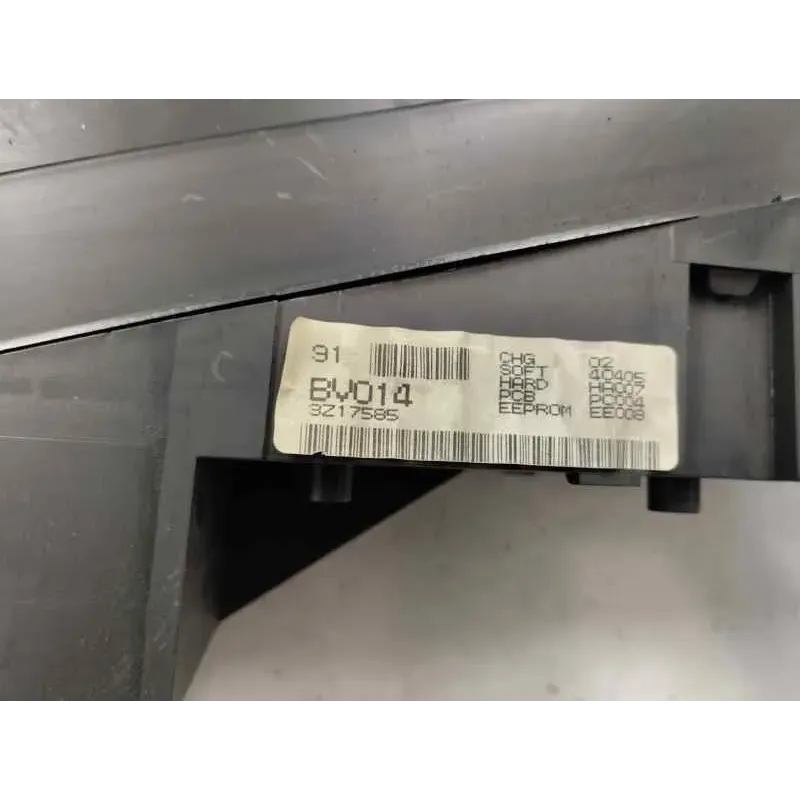 91
BV014
3Z17585
CHG 02
SOFT 40405
HARD HA007
PCB PC004
EEPROM EE008